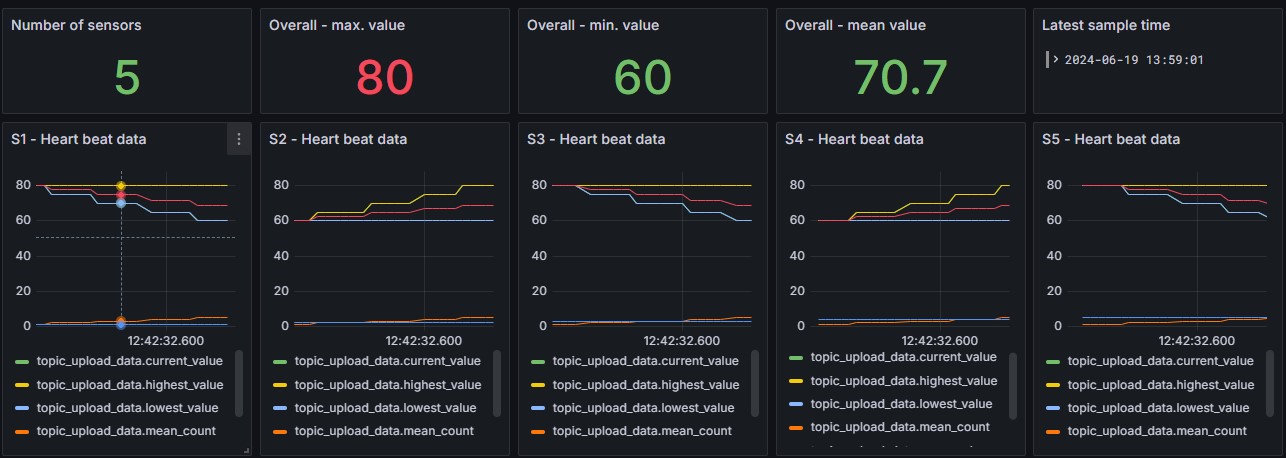 Number of sensors
5
Overall - max. value
80
Overall - min. value
60
Overall - mean value
70.7
Latest sample time
2024-06-19 13:59:01
S1 - Heart beat data
80
60
40
20
0
12:42:32.600
topic_upload_data.current_value
topic_upload_data.highest_value
topic_upload_data.lowest_value
topic_upload_data.mean_count
S2 - Heart beat data
80
60
40
20
0
12:42:32.600
topic_upload_data.current_value
topic_upload_data.highest_value
topic_upload_data.lowest_value
topic_upload_data.mean_count
S3 - Heart beat data
80
60
40
20
0
12:42:32.600
topic_upload_data.current_value
topic_upload_data.highest_value
topic_upload_data.lowest_value
topic_upload_data.mean_count
S4 - Heart beat data
80
60
40
20
0
12:42:32.600
topic_upload_data.current_value
topic_upload_data.highest_value
topic_upload_data.lowest_value
topic_upload_data.mean_count
S5 - Heart beat data
80
60
40
20
0
12:42:32.600
topic_upload_data.current_value
topic_upload_data.highest_value
topic_upload_data.lowest_value
topic_upload_data.mean_count